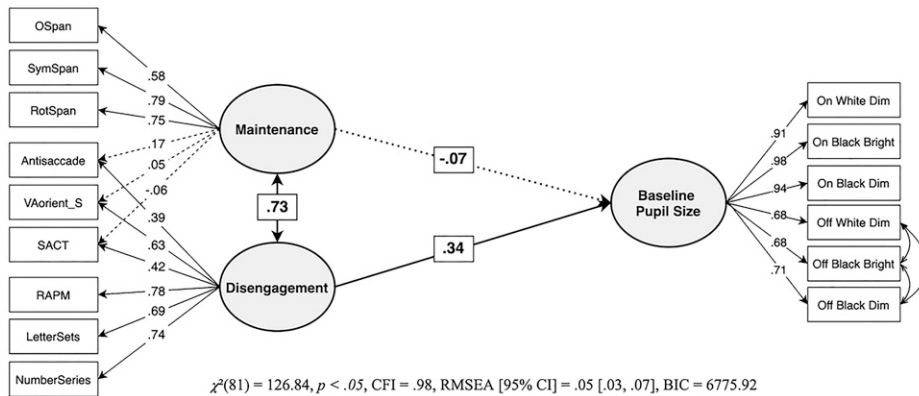 OSpan
SymSpan
RotSpan
Antisaccade
VAorient_S
SACT
RAPM
LetterSets
NumberSeries
.58
.79
.75
.17
.05
-.06
.39
.63
.42
.78
.69
.74
Maintenance
.73
Disengagement
-.07
.34
Baseline
Pupil Size
.91
.98
.94
.68
.68
.71
On White Dim
On Black Bright
On Black Dim
Off White Dim
Off Black Bright
Off Black Dim
χ²(81) = 126.84, p < .05, CFI = .98, RMSEA [95% CI] = .05 [.03, .07], BIC = 6775.92